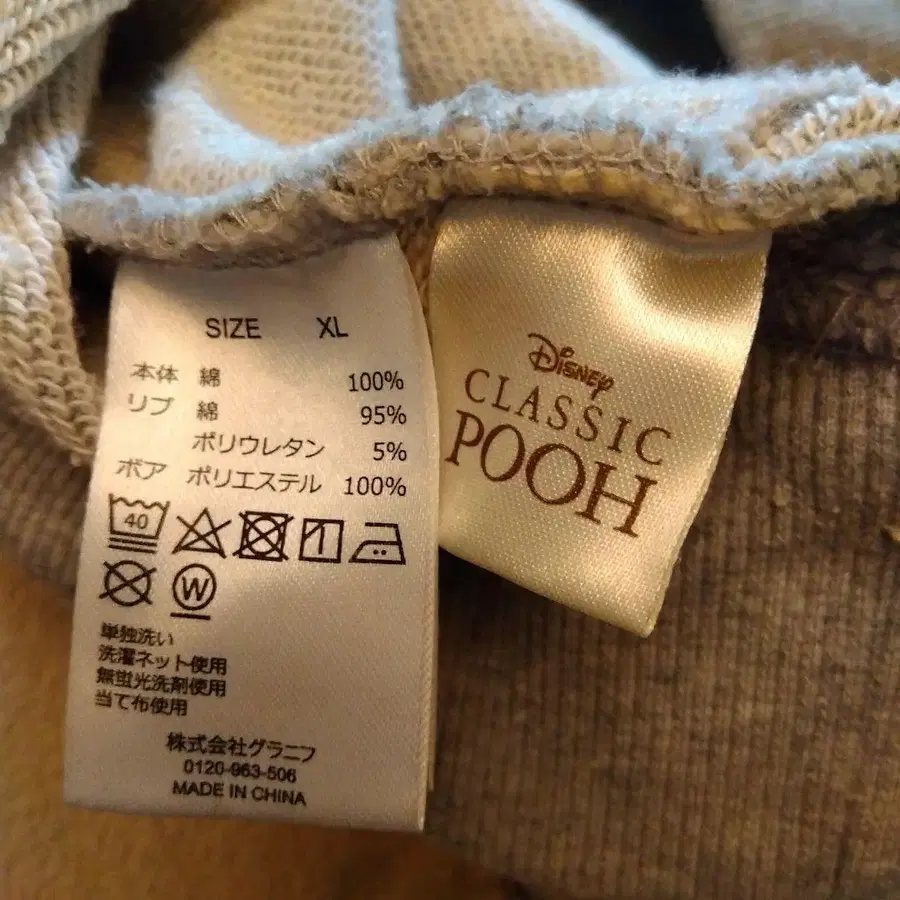 SIZE XL
本体 綿 100%
リブ 綿 95%
ポリウレタン 5%
ボア ポリエステル 100%
40
W
単独洗い
洗濯ネット使用
無蛍光洗剤使用
当て布使用
株式会社グラニフ
0120-963-506
MADE IN CHINA
Disney
CLASSIC
POOH